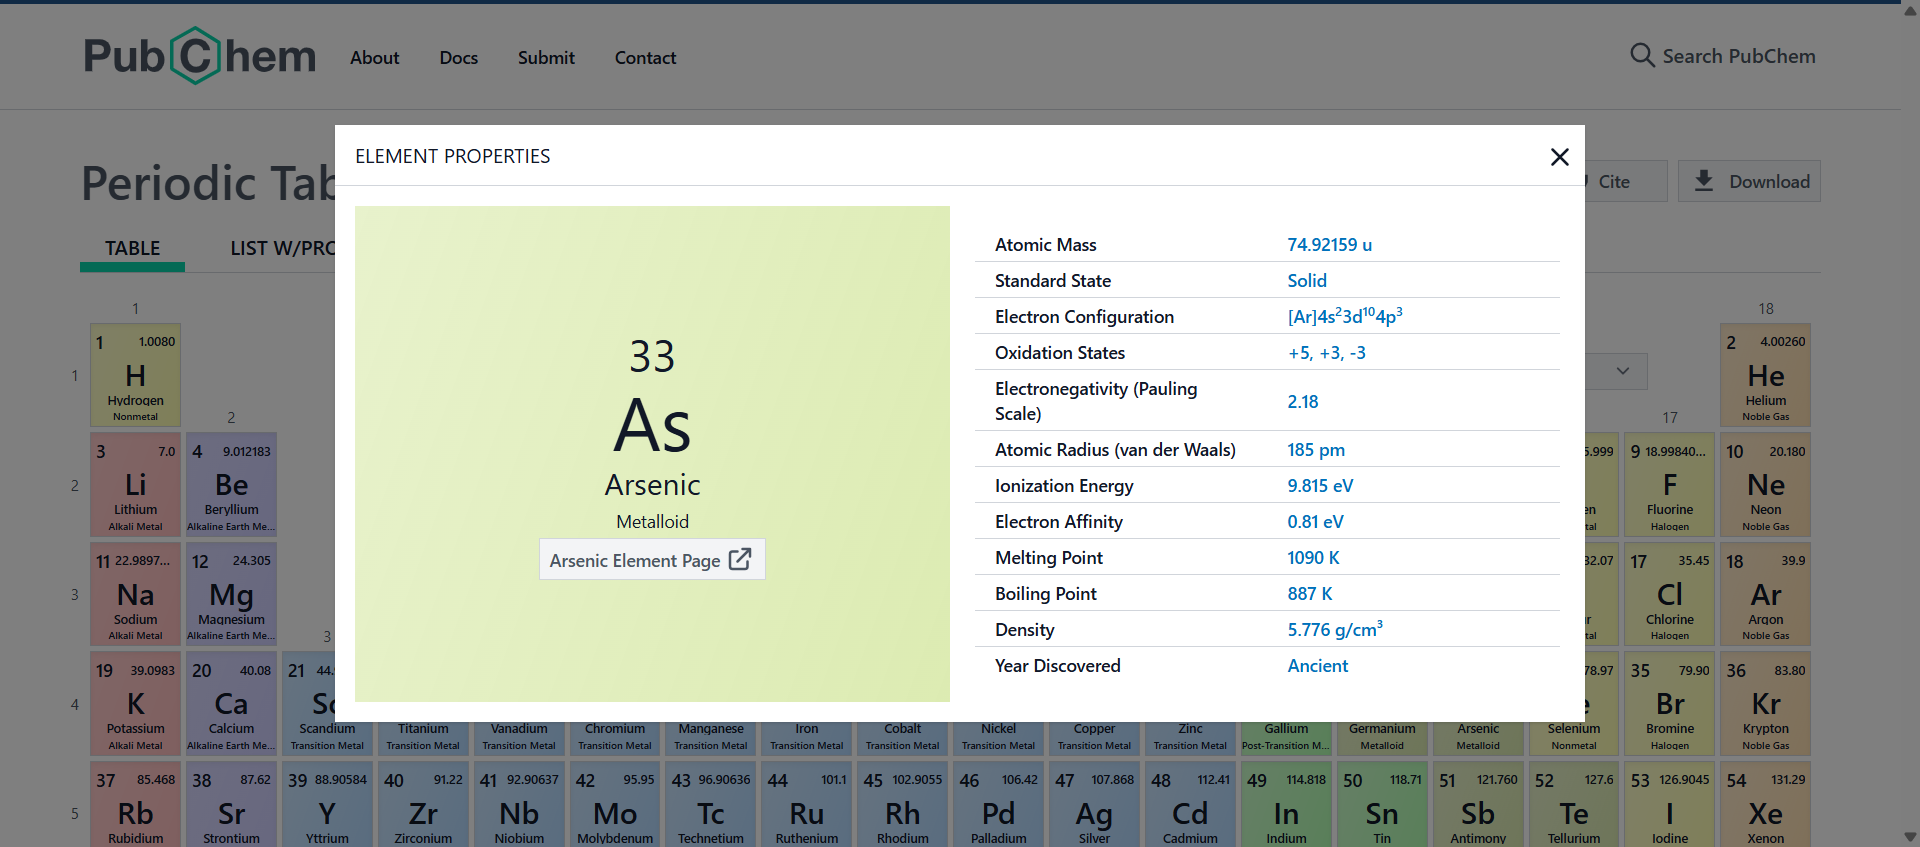 PubChem
About
Docs
Submit
Contact
Search PubChem
Periodic Tab
Cite
Download
TABLE
LIST W/PRO
ELEMENT PROPERTIES
33
As
Arsenic
Metalloid
Arsenic Element Page
Atomic Mass 74.92159 u
Standard State Solid
Electron Configuration [Ar]4s²3d¹⁰4p³
Oxidation States +5, +3, -3
Electronegativity (Pauling
Scale) 2.18
Atomic Radius (van der Waals) 185 pm
Ionization Energy 9.815 eV
Electron Affinity 0.81 eV
Melting Point 1090 K
Boiling Point 887 K
Density 5.776 g/cm³
Year Discovered Ancient
1 18
1 1.0080 2 4.00260
1 H He
Hydrogen Helium
Nonmetal Noble Gas
2 17
3 7.0 4 9.012183 5.999 9 18.99840... 10 20.180
2 Li Be F Ne
Lithium Beryllium en Fluorine Neon
Alkali Metal Alkaline Earth Me... tal Halogen Noble Gas
11 22.9897... 12 24.305 32.07 17 35.45 18 39.9
3 Na Mg Cl Ar
Sodium Magnesium r Chlorine Argon
Alkali Metal Alkaline Earth Me... tal Halogen Noble Gas
3
19 39.0983 20 40.08 21 44. 78.97 35 79.90 36 83.80
4 K Ca Sc e Br Kr
Potassium Calcium Scandium Titanium Vanadium Chromium Manganese Iron Cobalt Nickel Copper Zinc Gallium Germanium Arsenic Selenium Bromine Krypton
Alkali Metal Alkaline Earth Me... Transition Metal Transition Metal Transition Metal Transition Metal Transition Metal Transition Metal Transition Metal Transition Metal Transition Metal Transition Metal Post-Transition M... Metalloid Metalloid Nonmetal Halogen Noble Gas
37 85.468 38 87.62 39 88.90584 40 91.22 41 92.90637 42 95.95 43 96.90636 44 101.1 45 102.9055 46 106.42 47 107.868 48 112.41 49 114.818 50 118.71 51 121.760 52 127.6 53 126.9045 54 131.29
5 Rb Sr Y Zr Nb Mo Tc Ru Rh Pd Ag Cd In Sn Sb Te I Xe
Rubidium Strontium Yttrium Zirconium Niobium Molybdenum Technetium Ruthenium Rhodium Palladium Silver Cadmium Indium Tin Antimony Tellurium Iodine Xenon